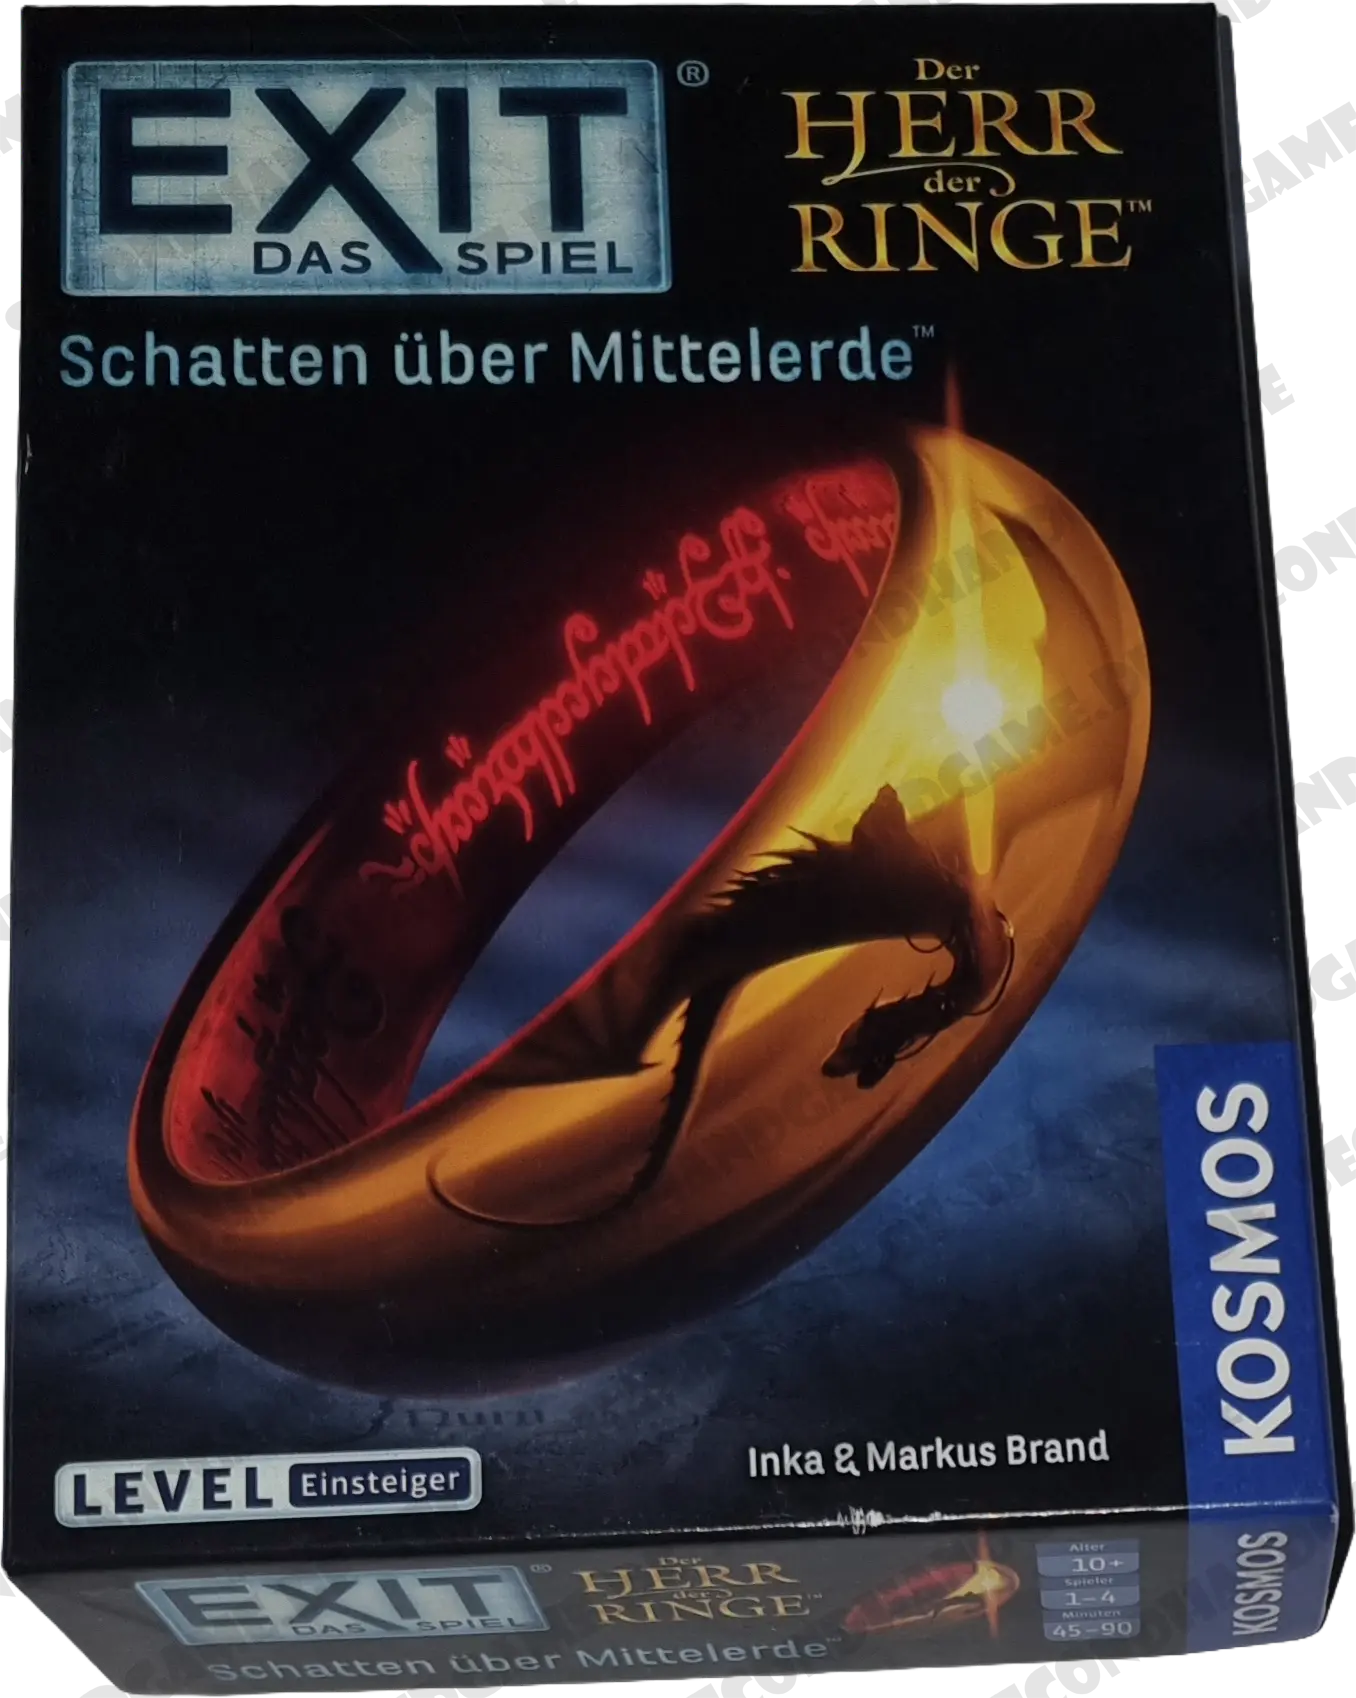 EXIT®
DAS SPIEL
Der
HERR
der
RINGE™
Schatten über Mittelerde™
KOSMOS
Inka & Markus Brand
LEVEL Einsteiger
EXIT®
DAS SPIEL
Der
HERR
der
RINGE™
Schatten über Mittelerde™
Alter
10+
Spieler
1–4
Minuten
45–90
KOSMOS